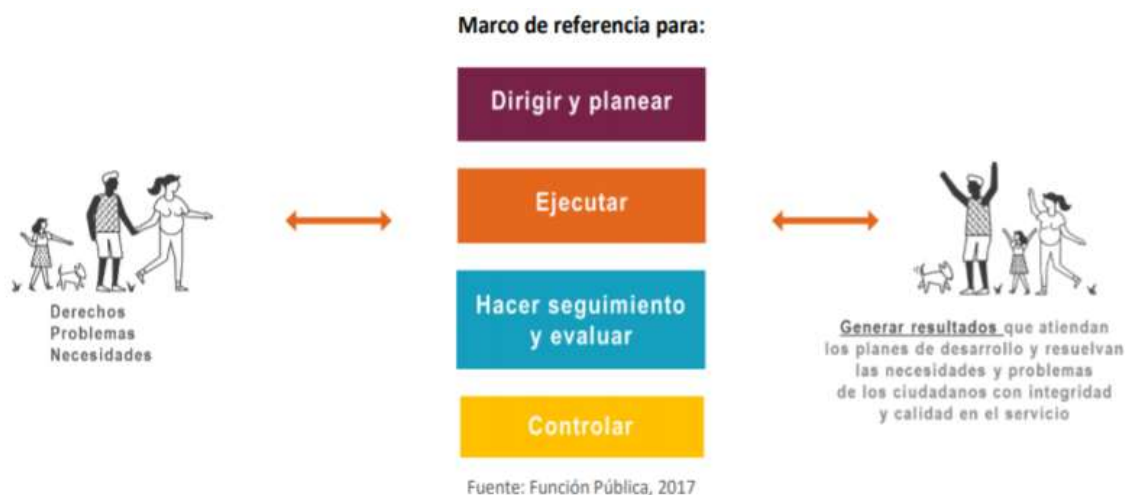 Marco de referencia para:
Dirigir y planear
Ejecutar
Hacer seguimiento
y evaluar
Controlar
Derechos
Problemas
Necesidades
Generar resultados que atiendan
los planes de desarrollo y resuelvan
las necesidades y problemas
de los ciudadanos con integridad
y calidad en el servicio
Fuente: Función Pública, 2017